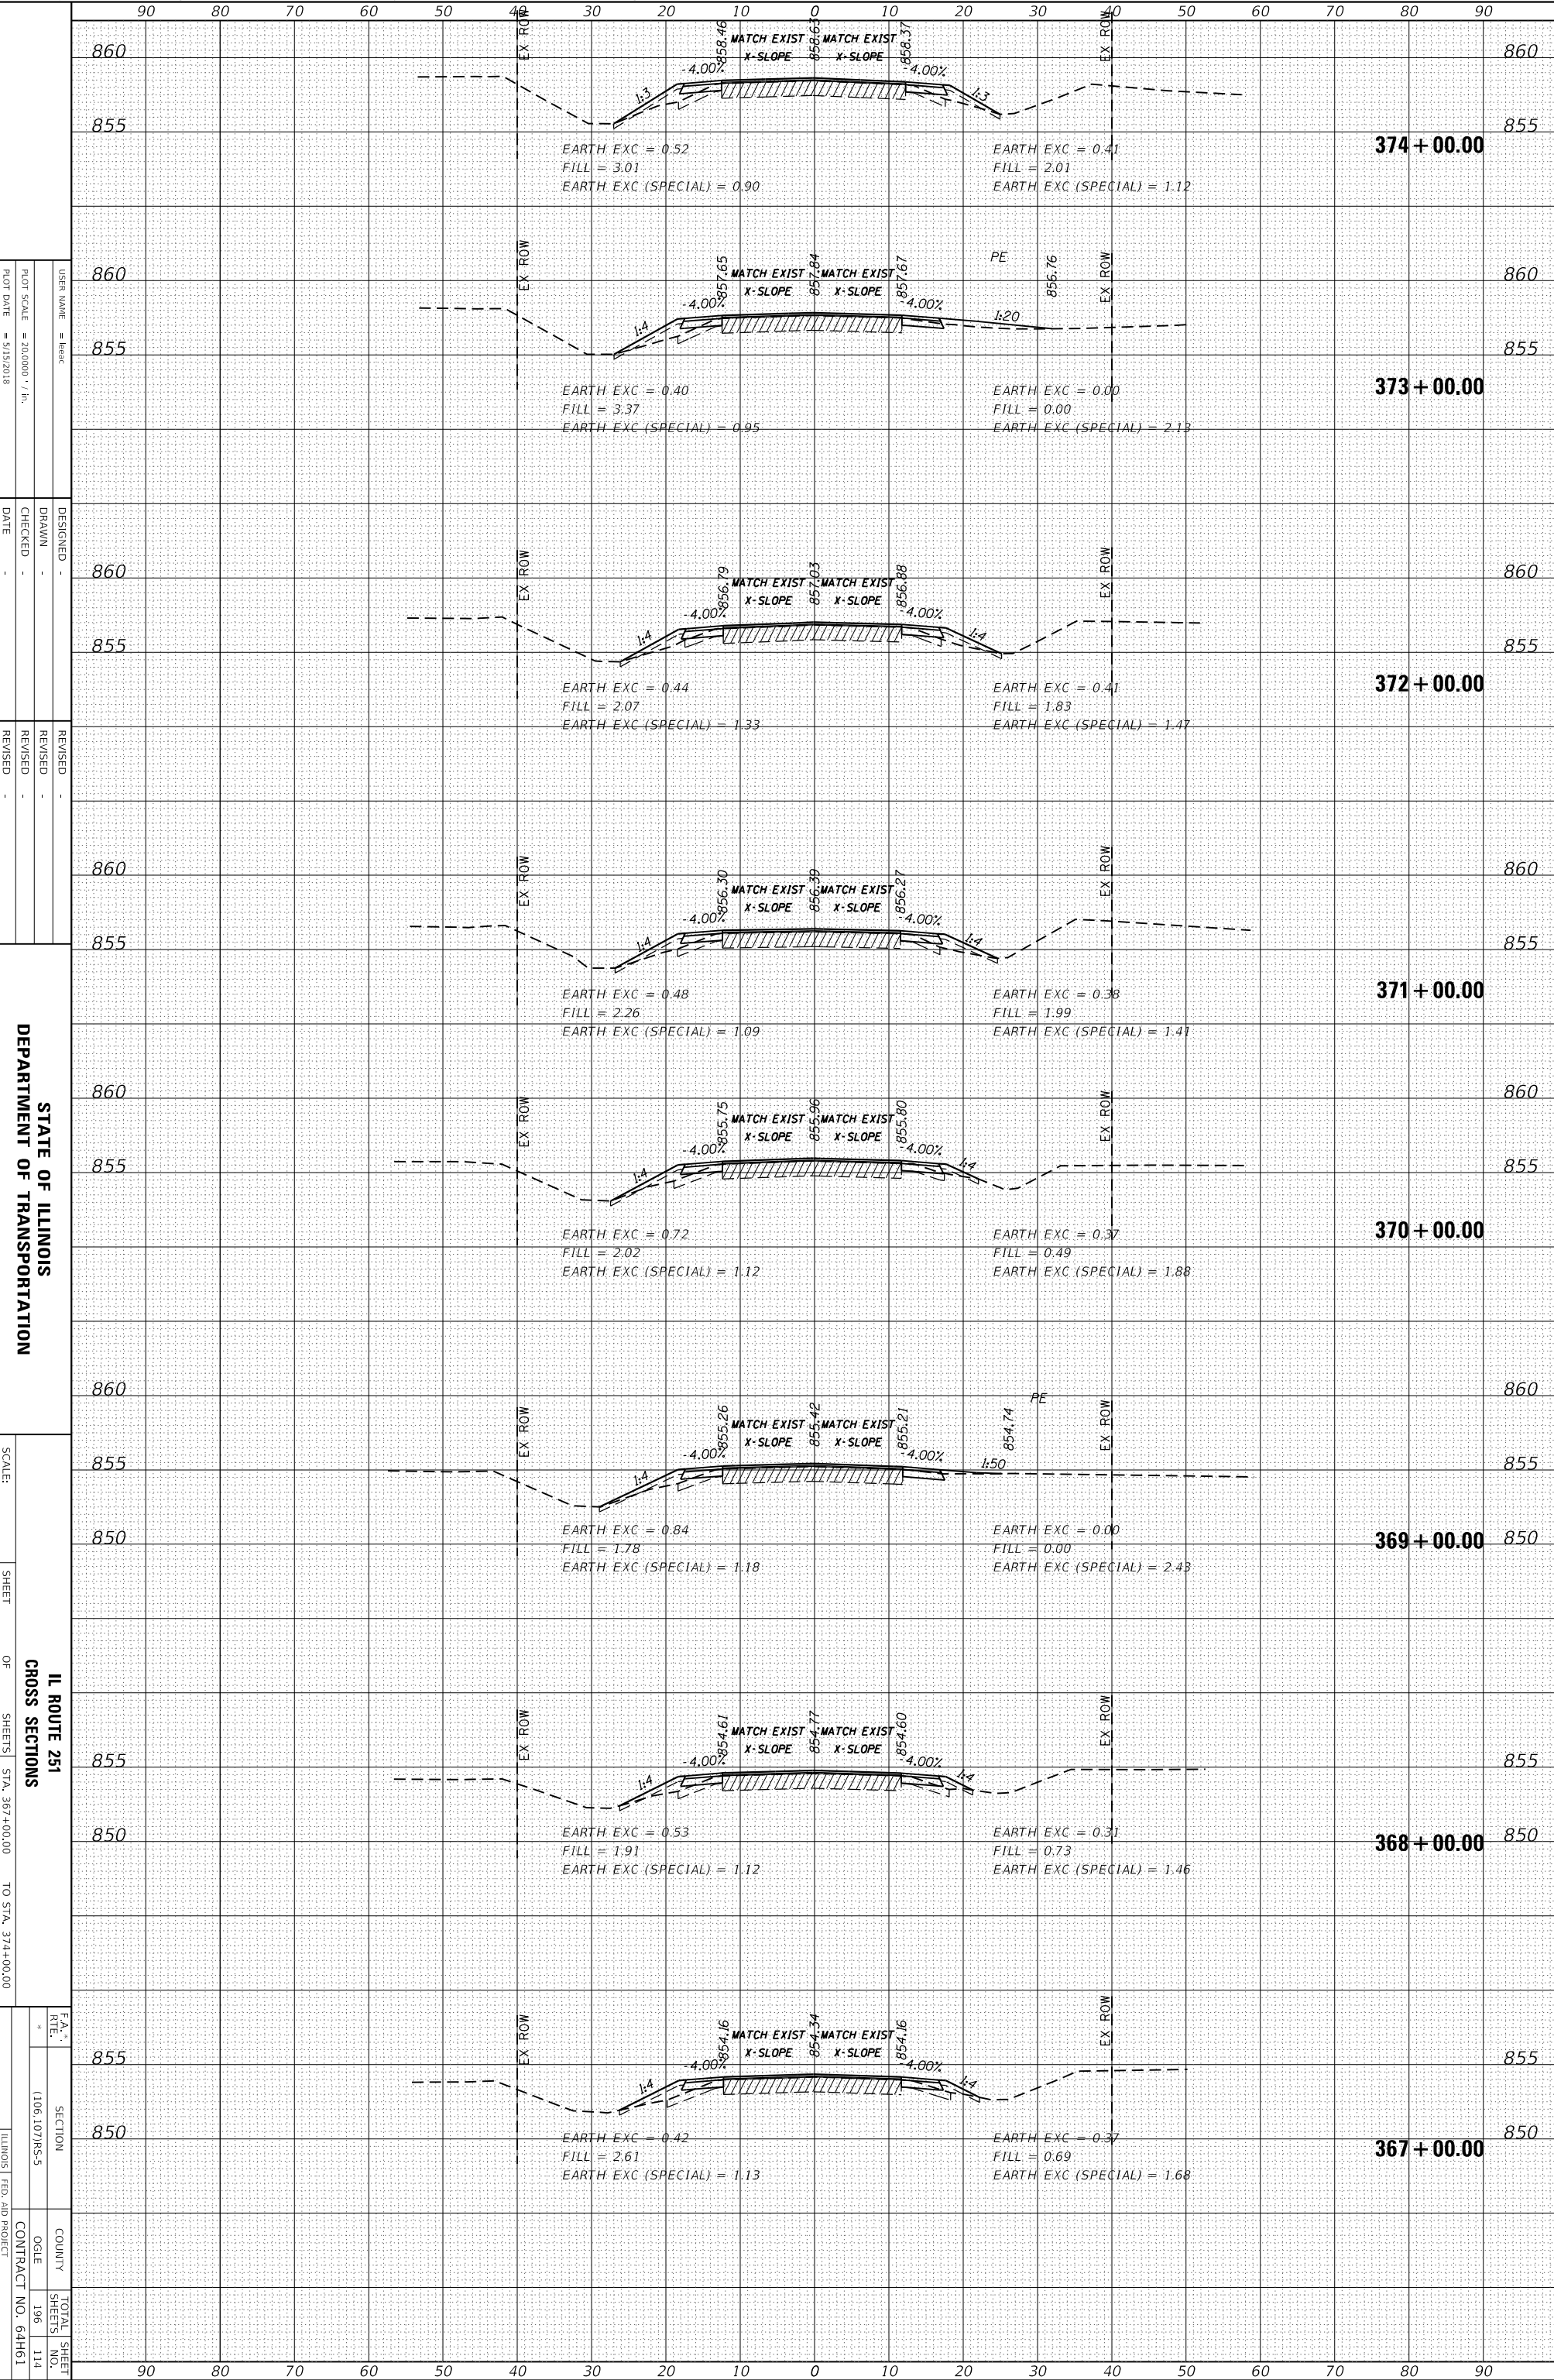 90 80 70 60 50 40 30 20 10 0 10 20 30 40 50 60 70 80 90
EX ROW 858.46 MATCH EXIST 858.63 MATCH EXIST 858.37 EX ROW
X-SLOPE X-SLOPE
860 860
-4.00% -4.00%
1:3 1:3
855 855
374+00.00
EARTH EXC = 0.52 EARTH EXC = 0.41
FILL = 3.01 FILL = 2.01
EARTH EXC (SPECIAL) = 0.90 EARTH EXC (SPECIAL) = 1.12
PE
EX ROW 857.65 MATCH EXIST 857.84 MATCH EXIST 857.67 856.76 EX ROW
X-SLOPE X-SLOPE
860 860
-4.00% -4.00%
1:4 1:20
855 855
373+00.00
EARTH EXC = 0.40 EARTH EXC = 0.00
FILL = 3.37 FILL = 0.00
EARTH EXC (SPECIAL) = 0.95 EARTH EXC (SPECIAL) = 2.13
860 860
EX ROW 856.79 MATCH EXIST 857.03 MATCH EXIST 856.88 EX ROW
X-SLOPE X-SLOPE
-4.00% -4.00%
1:4 1:4
855 855
372+00.00
EARTH EXC = 0.44 EARTH EXC = 0.41
FILL = 2.07 FILL = 1.83
EARTH EXC (SPECIAL) = 1.33 EARTH EXC (SPECIAL) = 1.47
860 860
EX ROW 856.30 MATCH EXIST 856.39 MATCH EXIST 856.27 EX ROW
X-SLOPE X-SLOPE
-4.00% -4.00%
1:4 1:4
855 855
371+00.00
EARTH EXC = 0.48 EARTH EXC = 0.38
FILL = 2.26 FILL = 1.99
EARTH EXC (SPECIAL) = 1.09 EARTH EXC (SPECIAL) = 1.41
860 860
EX ROW 855.75 MATCH EXIST 855.96 MATCH EXIST 855.80 EX ROW
X-SLOPE X-SLOPE
-4.00% -4.00%
1:4 1:4
855 855
370+00.00
EARTH EXC = 0.72 EARTH EXC = 0.37
FILL = 2.02 FILL = 0.49
EARTH EXC (SPECIAL) = 1.12 EARTH EXC (SPECIAL) = 1.88
860 860
PE
EX ROW 855.26 MATCH EXIST 855.42 MATCH EXIST 855.21 854.74 EX ROW
X-SLOPE X-SLOPE
-4.00% -4.00%
1:4 1:50
855 855
EARTH EXC = 0.84 EARTH EXC = 0.00
850 369+00.00 850
FILL = 1.78 FILL = 0.00
EARTH EXC (SPECIAL) = 1.18 EARTH EXC (SPECIAL) = 2.43
EX ROW 854.61 MATCH EXIST 854.77 MATCH EXIST 854.60 EX ROW
X-SLOPE X-SLOPE
855 855
-4.00% -4.00%
1:4 1:4
EARTH EXC = 0.53 EARTH EXC = 0.31
850 368+00.00 850
FILL = 1.91 FILL = 0.73
EARTH EXC (SPECIAL) = 1.12 EARTH EXC (SPECIAL) = 1.46
EX ROW 854.16 MATCH EXIST 854.34 MATCH EXIST 854.16 EX ROW
X-SLOPE X-SLOPE
855 855
-4.00% -4.00%
1:4 1:4
850 850
EARTH EXC = 0.42 EARTH EXC = 0.37
367+00.00
FILL = 2.61 FILL = 0.69
EARTH EXC (SPECIAL) = 1.13 EARTH EXC (SPECIAL) = 1.68
90 80 70 60 50 40 30 20 10 0 10 20 30 40 50 60 70 80 90
USER NAME = leeac
PLOT SCALE = 20.0000 ' / in.
PLOT DATE = 5/15/2018
DESIGNED -
DRAWN -
CHECKED -
DATE -
REVISED -
REVISED -
REVISED -
REVISED -
STATE OF ILLINOIS
DEPARTMENT OF TRANSPORTATION
IL ROUTE 251
CROSS SECTIONS
SCALE: SHEET OF SHEETS STA. 367+00.00 TO STA. 374+00.00
F.A.*. RTE. SECTION COUNTY TOTAL SHEETS SHEET NO.
* (106,107)RS-5 OGLE 196 114
CONTRACT NO. 64H61
ILLINOIS FED. AID PROJECT